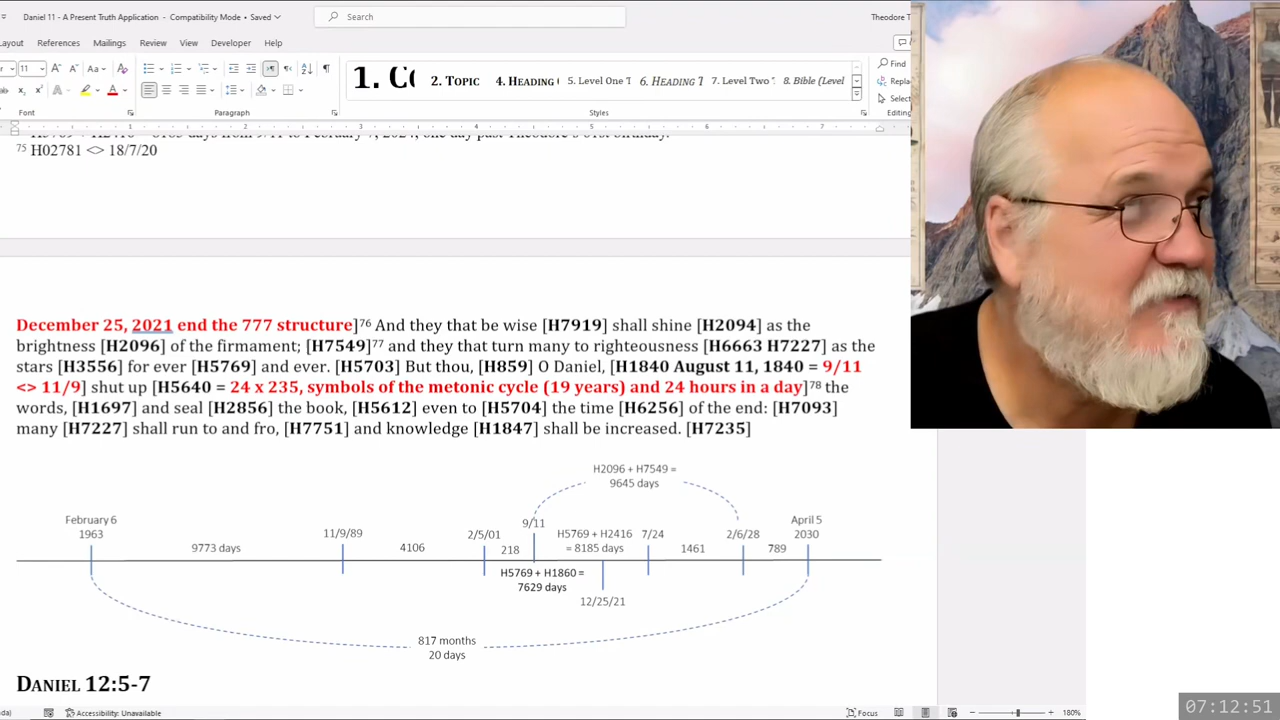 Daniel 11 - A Present Truth Application - Compatibility Mode • Saved
Search
Theodore T
Layout References Mailings Review View Developer Help
11
Find
Repla
Select
1. Co
2. Topic
4. Heading
5. Level One T
6. Heading T
7. Level Two T
8. Bible (Level
Font Paragraph Styles Editing
75 H02781 <> 18/7/20
December 25, 2021 end the 777 structure]76 And they that be wise [H7919] shall shine [H2094] as the
brightness [H2096] of the firmament; [H7549]77 and they that turn many to righteousness [H6663 H7227] as the
stars [H3556] for ever [H5769] and ever. [H5703] But thou, [H859] O Daniel, [H1840 August 11, 1840 = 9/11
<> 11/9] shut up [H5640 = 24 x 235, symbols of the metonic cycle (19 years) and 24 hours in a day]78 the
words, [H1697] and seal [H2856] the book, [H5612] even to [H5704] the time [H6256] of the end: [H7093]
many [H7227] shall run to and fro, [H7751] and knowledge [H1847] shall be increased. [H7235]
H2096 + H7549 =
9645 days
February 6
1963
9773 days
11/9/89
4106
2/5/01
218
9/11
H5769 + H2416
= 8185 days
7/24
1461
2/6/28
789
April 5
2030
H5769 + H1860 =
7629 days
12/25/21
817 months
20 days
Daniel 12:5-7
Accessibility: Unavailable
Focus
180%
07:12:51